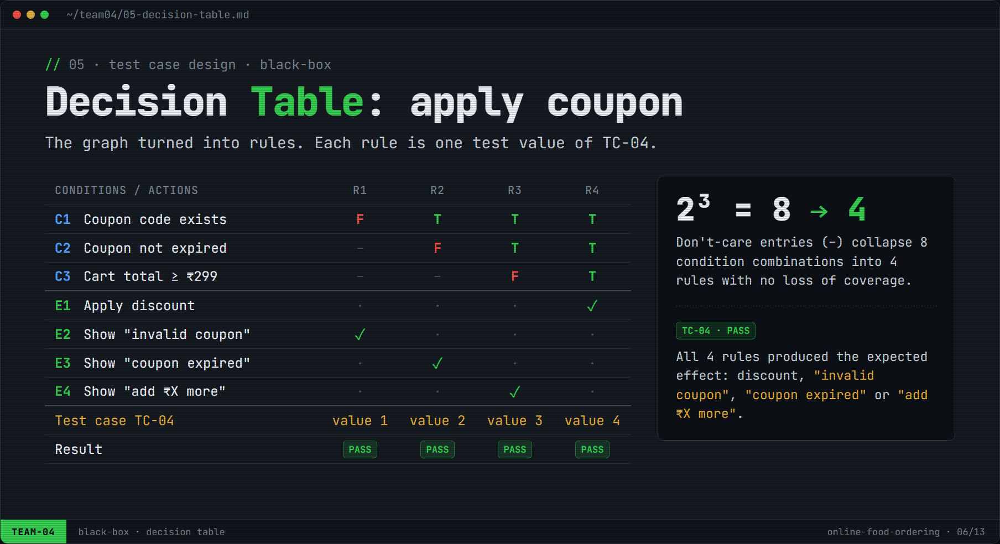 ~/team04/05-decision-table.md
// 05 · test case design · black-box
Decision Table: apply coupon
The graph turned into rules. Each rule is one test value of TC-04.
CONDITIONS / ACTIONS R1 R2 R3 R4
C1 Coupon code exists F T T T
C2 Coupon not expired – F T T
C3 Cart total ≥ ₹299 – – F T
E1 Apply discount · · · ✓
E2 Show "invalid coupon" ✓ · · ·
E3 Show "coupon expired" · ✓ · ·
E4 Show "add ₹X more" · · ✓ ·
Test case TC-04 value 1 value 2 value 3 value 4
Result PASS PASS PASS PASS
2³ = 8 → 4
Don't-care entries (–) collapse 8
condition combinations into 4
rules with no loss of coverage.
TC-04 · PASS
All 4 rules produced the expected
effect: discount, "invalid
coupon", "coupon expired" or "add
₹X more".
TEAM-04 black-box · decision table
online-food-ordering · 06/13